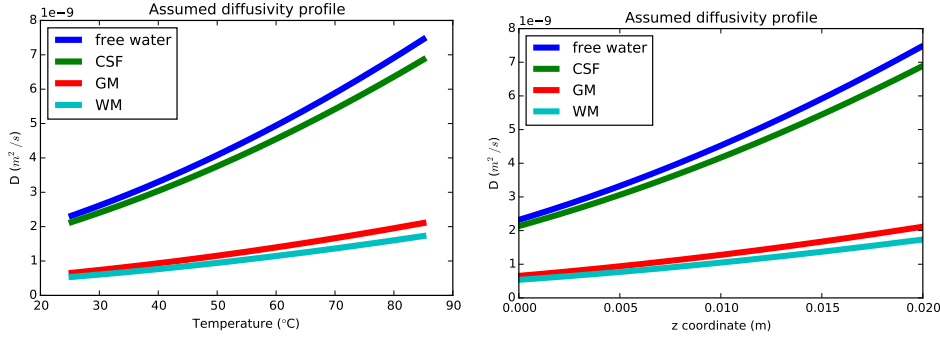 Assumed diffusivity profile
1e−9
8
7
6
5
4
3
2
1
0
D (m² /s)
free water
CSF
GM
WM
20 30 40 50 60 70 80 90
Temperature (°C)
Assumed diffusivity profile
1e−9
8
7
6
5
4
3
2
1
0
D (m² /s)
free water
CSF
GM
WM
0.000 0.005 0.010 0.015 0.020
z coordinate (m)